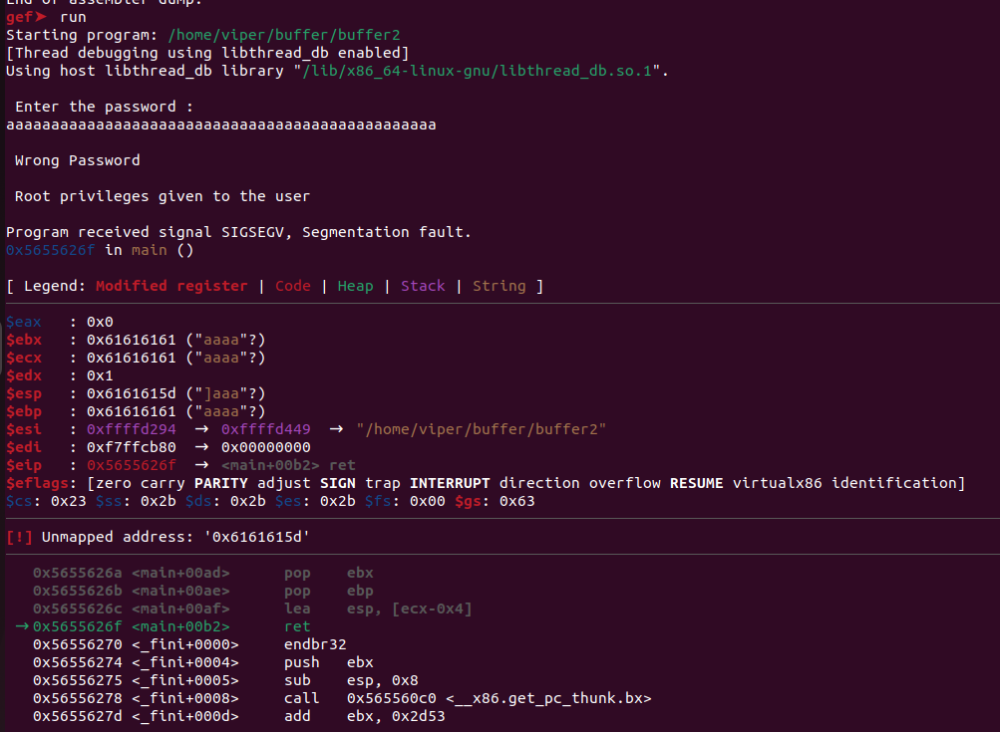 End of assembler dump.
gef➤  run
Starting program: /home/viper/buffer/buffer2
[Thread debugging using libthread_db enabled]
Using host libthread_db library "/lib/x86_64-linux-gnu/libthread_db.so.1".
Enter the password :
aaaaaaaaaaaaaaaaaaaaaaaaaaaaaaaaaaaaaaaaaaaaaaaa
Wrong Password
Root privileges given to the user
Program received signal SIGSEGV, Segmentation fault.
0x5655626f in main ()
[ Legend: Modified register | Code | Heap | Stack | String ]
$eax   : 0x0
$ebx   : 0x61616161 ("aaaa"?)
$ecx   : 0x61616161 ("aaaa"?)
$edx   : 0x1
$esp   : 0x6161615d ("]aaa"?)
$ebp   : 0x61616161 ("aaaa"?)
$esi   : 0xffffd294  →  0xffffd449  →  "/home/viper/buffer/buffer2"
$edi   : 0xf7ffcb80  →  0x00000000
$eip   : 0x5655626f  →  <main+00b2> ret
$eflags: [zero carry PARITY adjust SIGN trap INTERRUPT direction overflow RESUME virtualx86 identification]
$cs: 0x23 $ss: 0x2b $ds: 0x2b $es: 0x2b $fs: 0x00 $gs: 0x63
[!] Unmapped address: '0x6161615d'
0x5655626a <main+00ad>      pop    ebx
0x5655626b <main+00ae>      pop    ebp
0x5655626c <main+00af>      lea    esp, [ecx-0x4]
→ 0x5655626f <main+00b2>      ret
0x56556270 <_fini+0000>     endbr32
0x56556274 <_fini+0004>     push   ebx
0x56556275 <_fini+0005>     sub    esp, 0x8
0x56556278 <_fini+0008>     call   0x565560c0 <__x86.get_pc_thunk.bx>
0x5655627d <_fini+000d>     add    ebx, 0x2d53